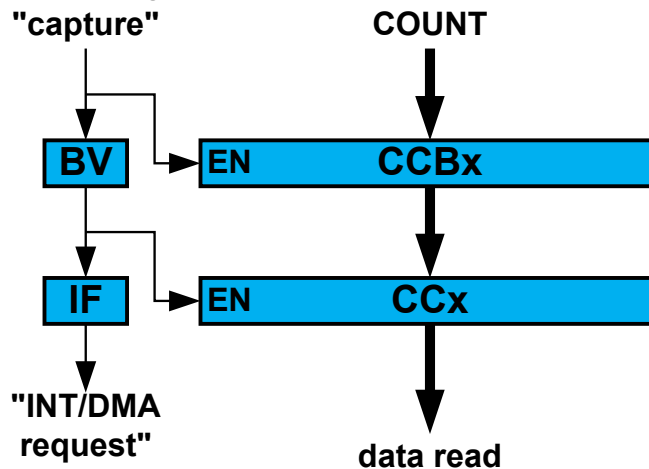 "capture"
COUNT
BV
EN
CCBx
IF
EN
CCx
"INT/DMA
request"
data read